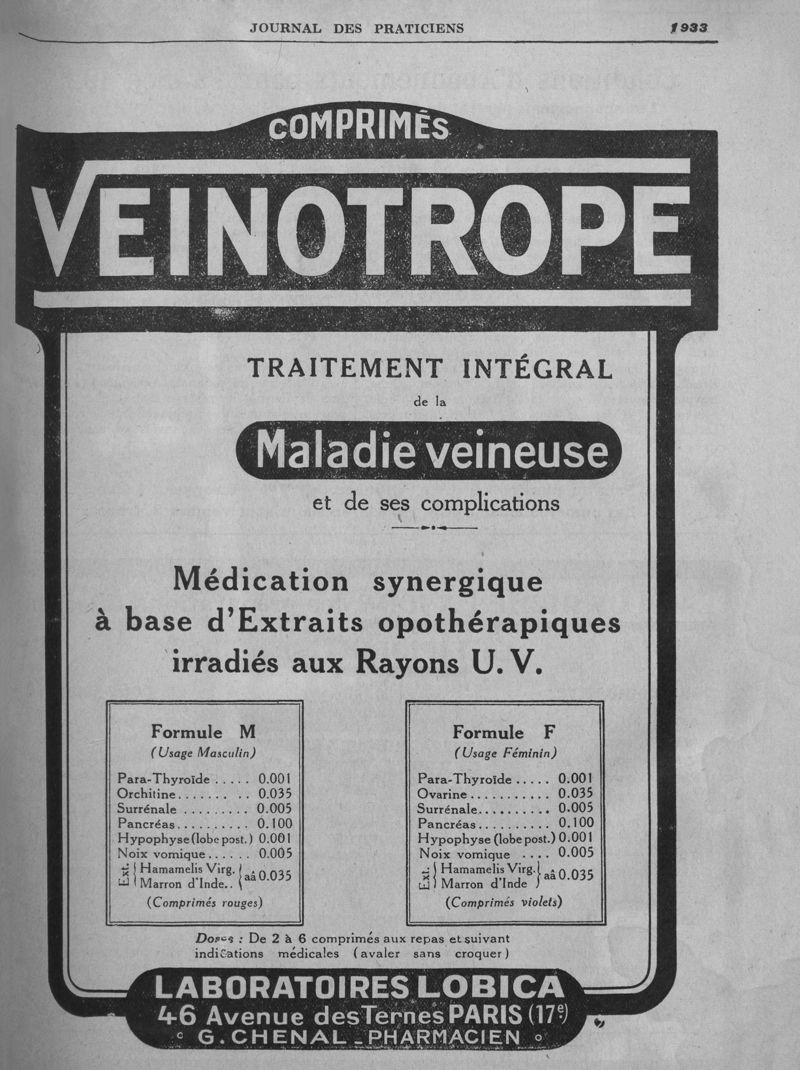 JOURNAL DES PRATICIENS 1933
COMPRIMÉS
VEINOTROPE
TRAITEMENT INTÉGRAL
de la
Maladie veineuse
et de ses complications
Médication synergique
à base d'Extraits opothérapiques
irradiés aux Rayons U. V.
Formule M
(Usage Masculin)
Para-Thyroïde ..... 0.001
Orchitine....... .. 0.035
Surrénale ......... 0.005
Pancréas.......... 0.100
Hypophyse (lobe post.) 0.001
Noix vomique...... 0.005
Ext. { Hamamelis Virg. } aâ 0.035
Marron d'Inde..
(Comprimés rouges)
Formule F
(Usage Féminin)
Para-Thyroïde ..... 0.001
Ovarine ........... 0.035
Surrénale.......... 0.005
Pancréas.......... 0.100
Hypophyse (lobe post.) 0.001
Noix vomique .... 0.005
Ext. { Hamamelis Virg. } aâ 0.035
Marron d'Inde
(Comprimés violets)
Doses : De 2 à 6 comprimés aux repas et suivant
indications médicales (avaler sans croquer)
LABORATOIRES LOBICA
46 Avenue des Ternes PARIS (17e)
G. CHENAL - PHARMACIEN